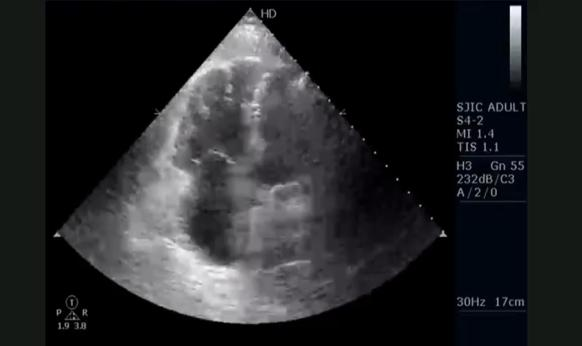 HD
SJIC ADULT
S4-2
MI 1.4
TIS 1.1
H3 Gn 55
232dB/C3
A/2/0
30Hz 17cm
T
P R
1.9 3.8